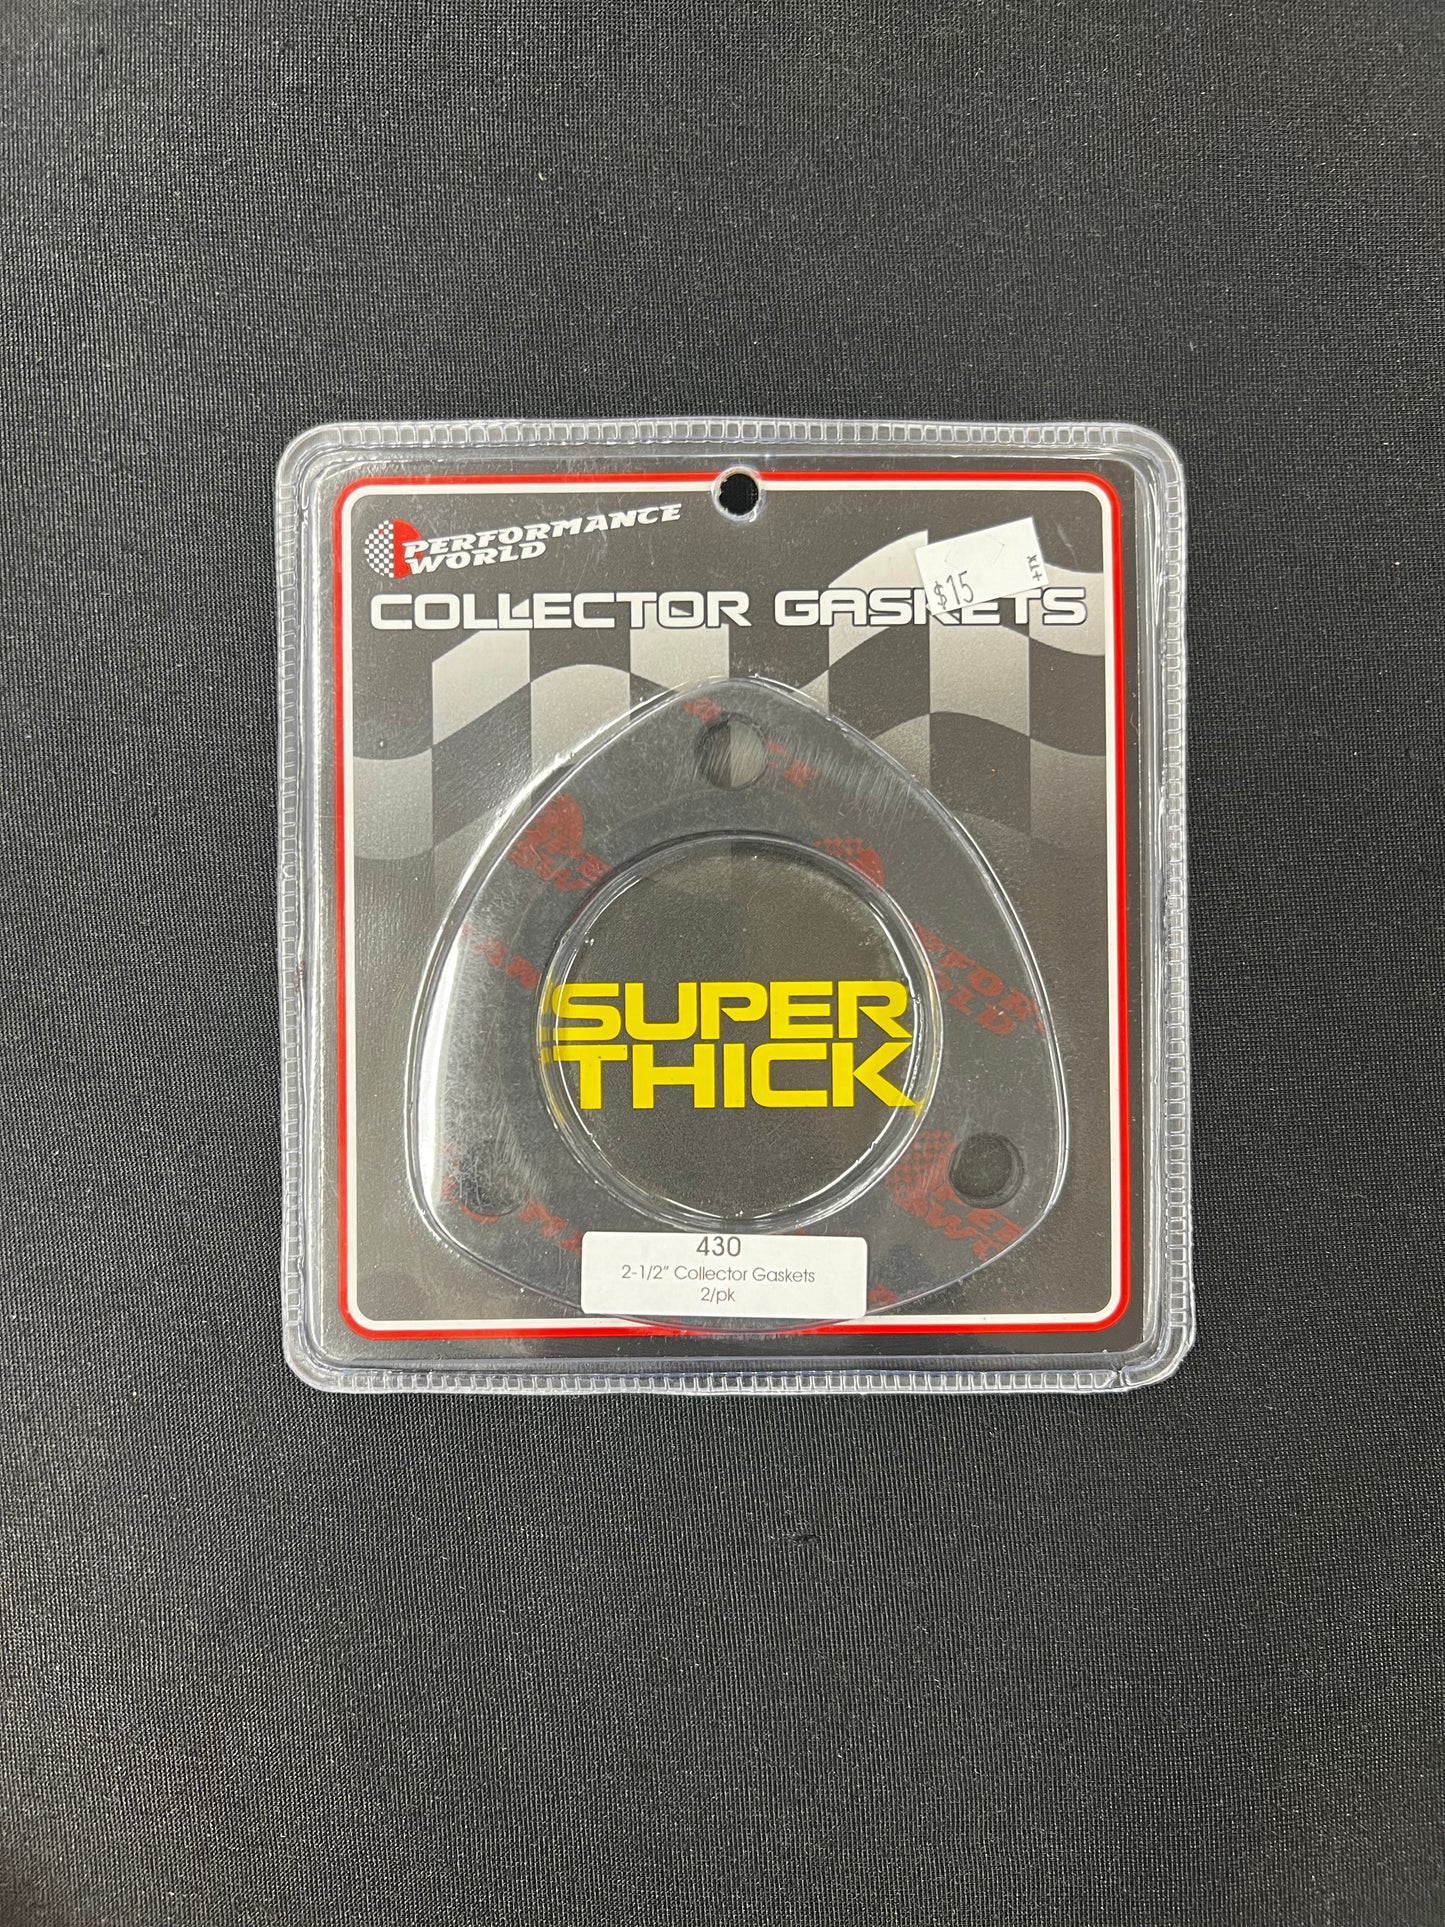 PERFORMANCE
WORLD
$15
+TX
COLLECTOR GASKETS
SUPER
THICK
430
2-1/2" Collector Gaskets
2/pk